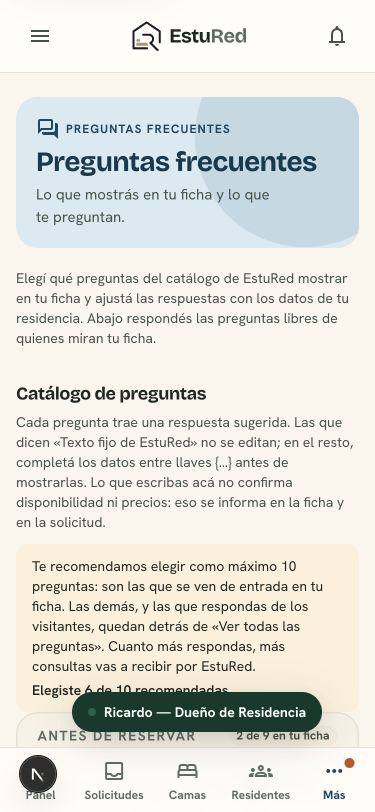 EstuRed
PREGUNTAS FRECUENTES
Preguntas frecuentes
Lo que mostrás en tu ficha y lo que
te preguntan.
Elegí qué preguntas del catálogo de EstuRed mostrar
en tu ficha y ajustá las respuestas con los datos de tu
residencia. Abajo respondés las preguntas libres de
quienes miran tu ficha.
Catálogo de preguntas
Cada pregunta trae una respuesta sugerida. Las que
dicen «Texto fijo de EstuRed» no se editan; en el resto,
completá los datos entre llaves {...} antes de
mostrarlas. Lo que escribas acá no confirma
disponibilidad ni precios: eso se informa en la ficha y
en la solicitud.
Te recomendamos elegir como máximo 10
preguntas: son las que se ven de entrada en tu
ficha. Las demás, y las que respondas de los
visitantes, quedan detrás de «Ver todas las
preguntas». Cuanto más respondas, más
consultas vas a recibir por EstuRed.
Elegiste 6 de 10 recomendadas
Ricardo — Dueño de Residencia
ANTES DE RESERVAR 2 de 9 en tu ficha
N
Panel Solicitudes Camas Residentes Más